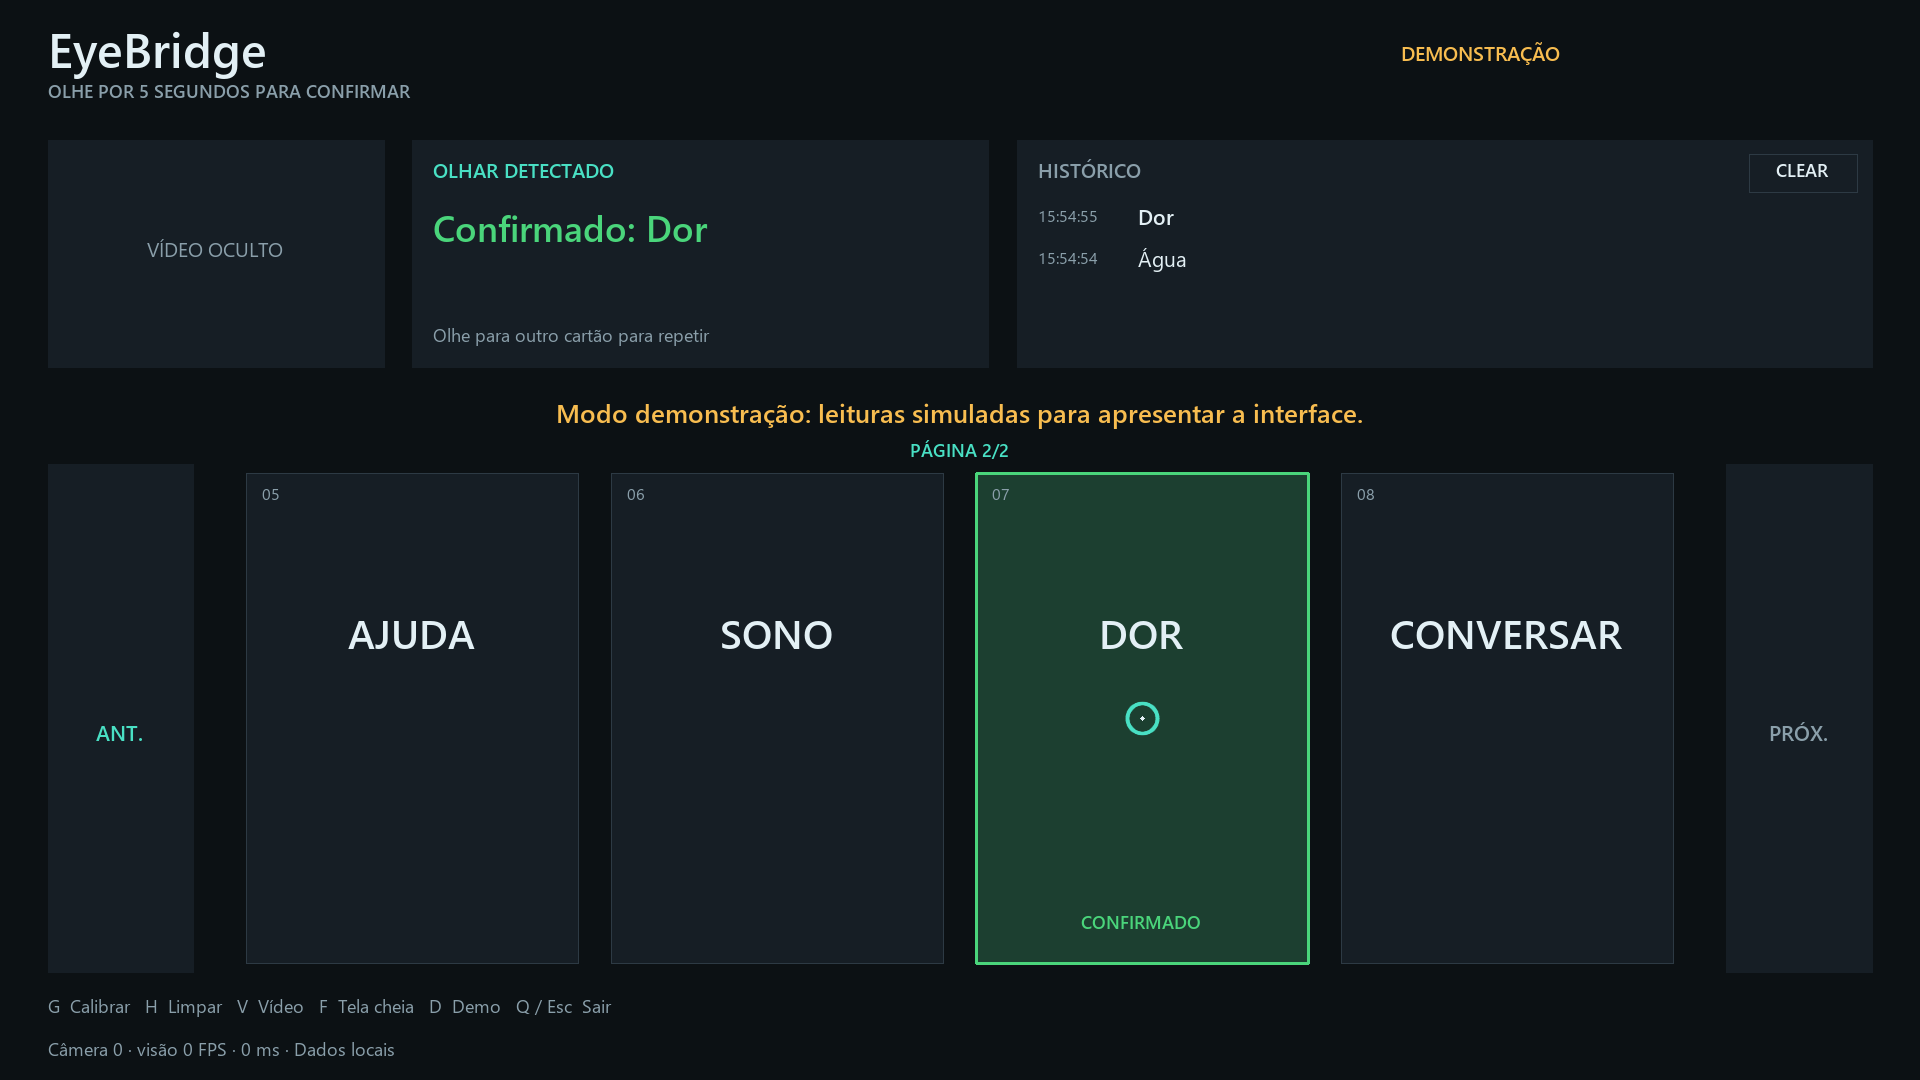 EyeBridge
OLHE POR 5 SEGUNDOS PARA CONFIRMAR
DEMONSTRAÇÃO
VÍDEO OCULTO
OLHAR DETECTADO
Confirmado: Dor
Olhe para outro cartão para repetir
HISTÓRICO
CLEAR
15:54:55 Dor
15:54:54 Água
Modo demonstração: leituras simuladas para apresentar a interface.
PÁGINA 2/2
ANT.
05
AJUDA
06
SONO
07
DOR
CONFIRMADO
08
CONVERSAR
PRÓX.
G Calibrar H Limpar V Vídeo F Tela cheia D Demo Q / Esc Sair
Câmera 0 · visão 0 FPS · 0 ms · Dados locais